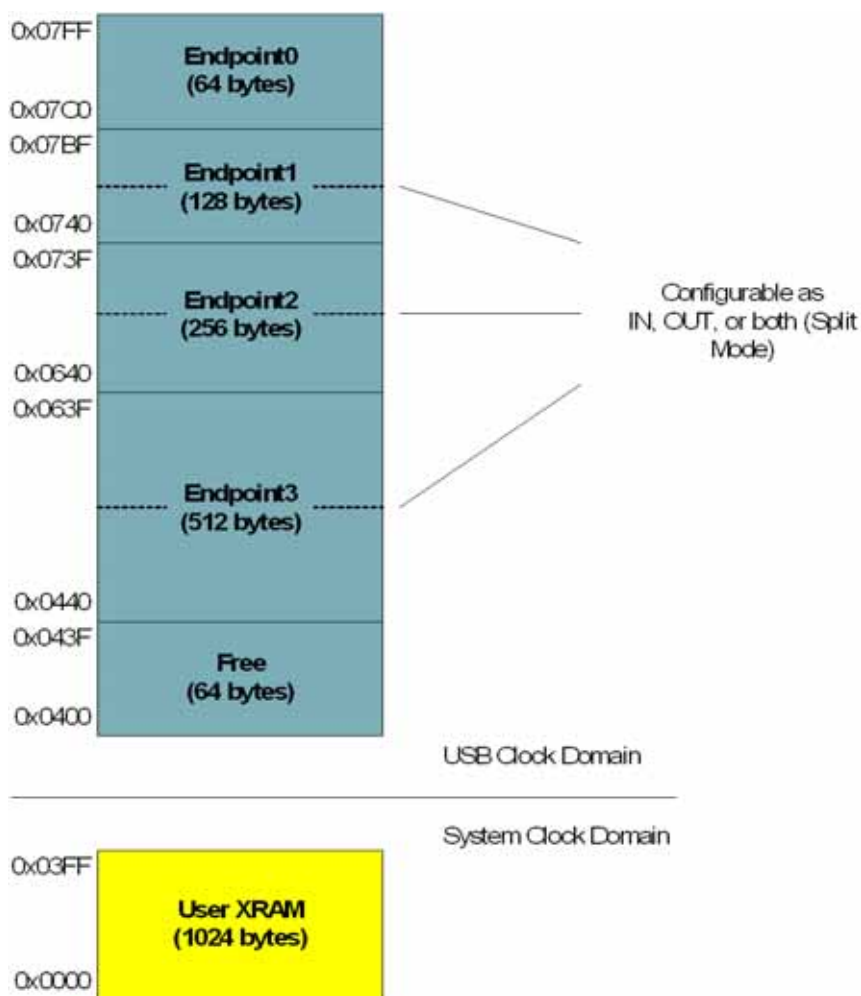 0x07FF
Endpoint0
(64 bytes)
0x07C0
0x07BF
Endpoint1
(128 bytes)
0x0740
0x073F
Endpoint2
(256 bytes)
0x0640
0x063F
Endpoint3
(512 bytes)
0x0440
0x043F
Free
(64 bytes)
0x0400
Configurable as
IN, OUT, or both (Split
Mode)
USB Clock Domain
System Clock Domain
0x03FF
User XRAM
(1024 bytes)
0x0000